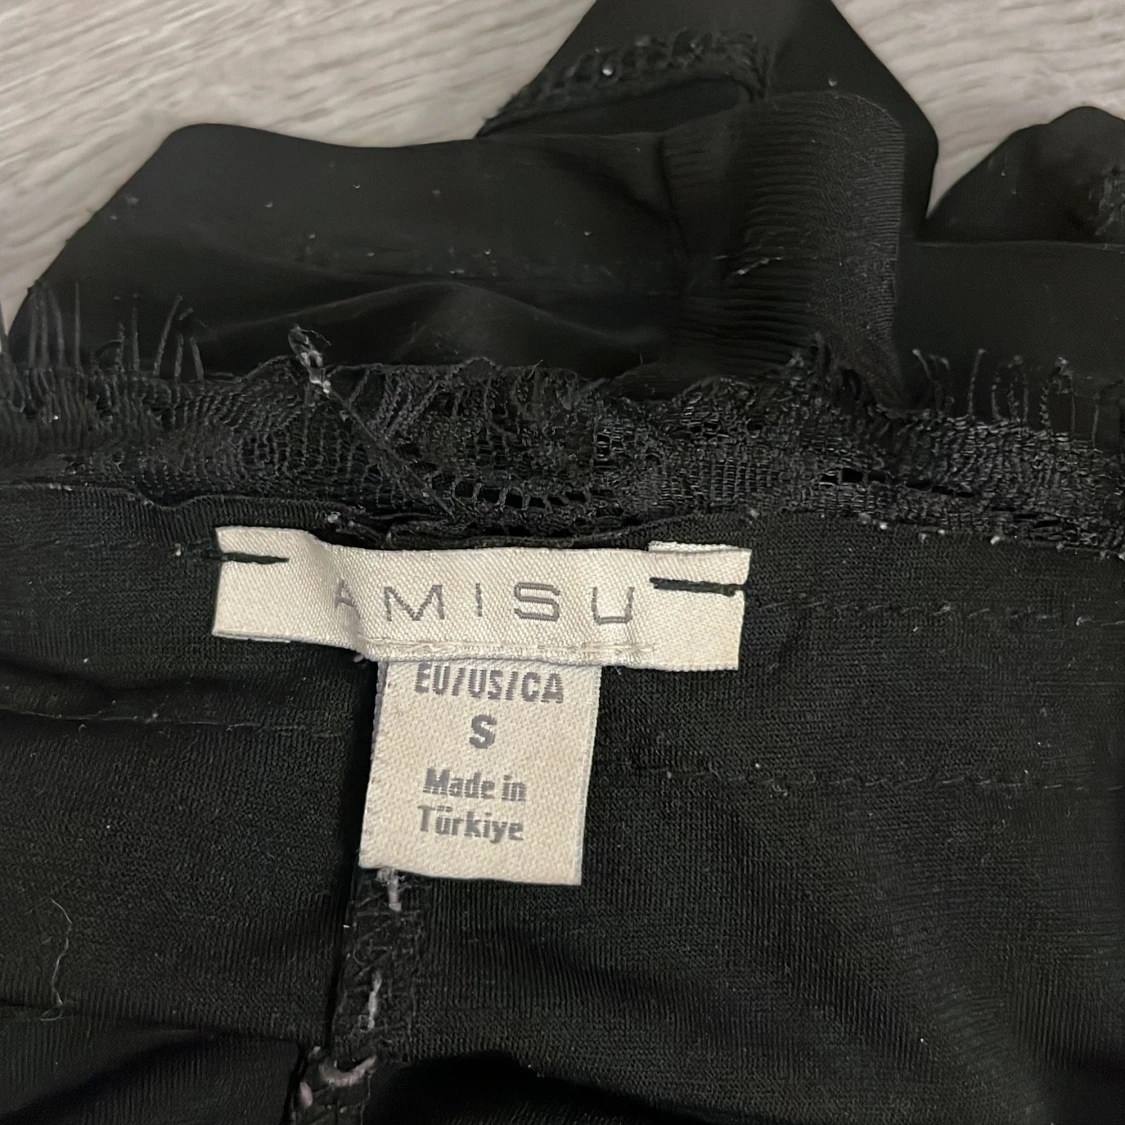 AMISU
EU/US/CA
S
Made in
Türkiye